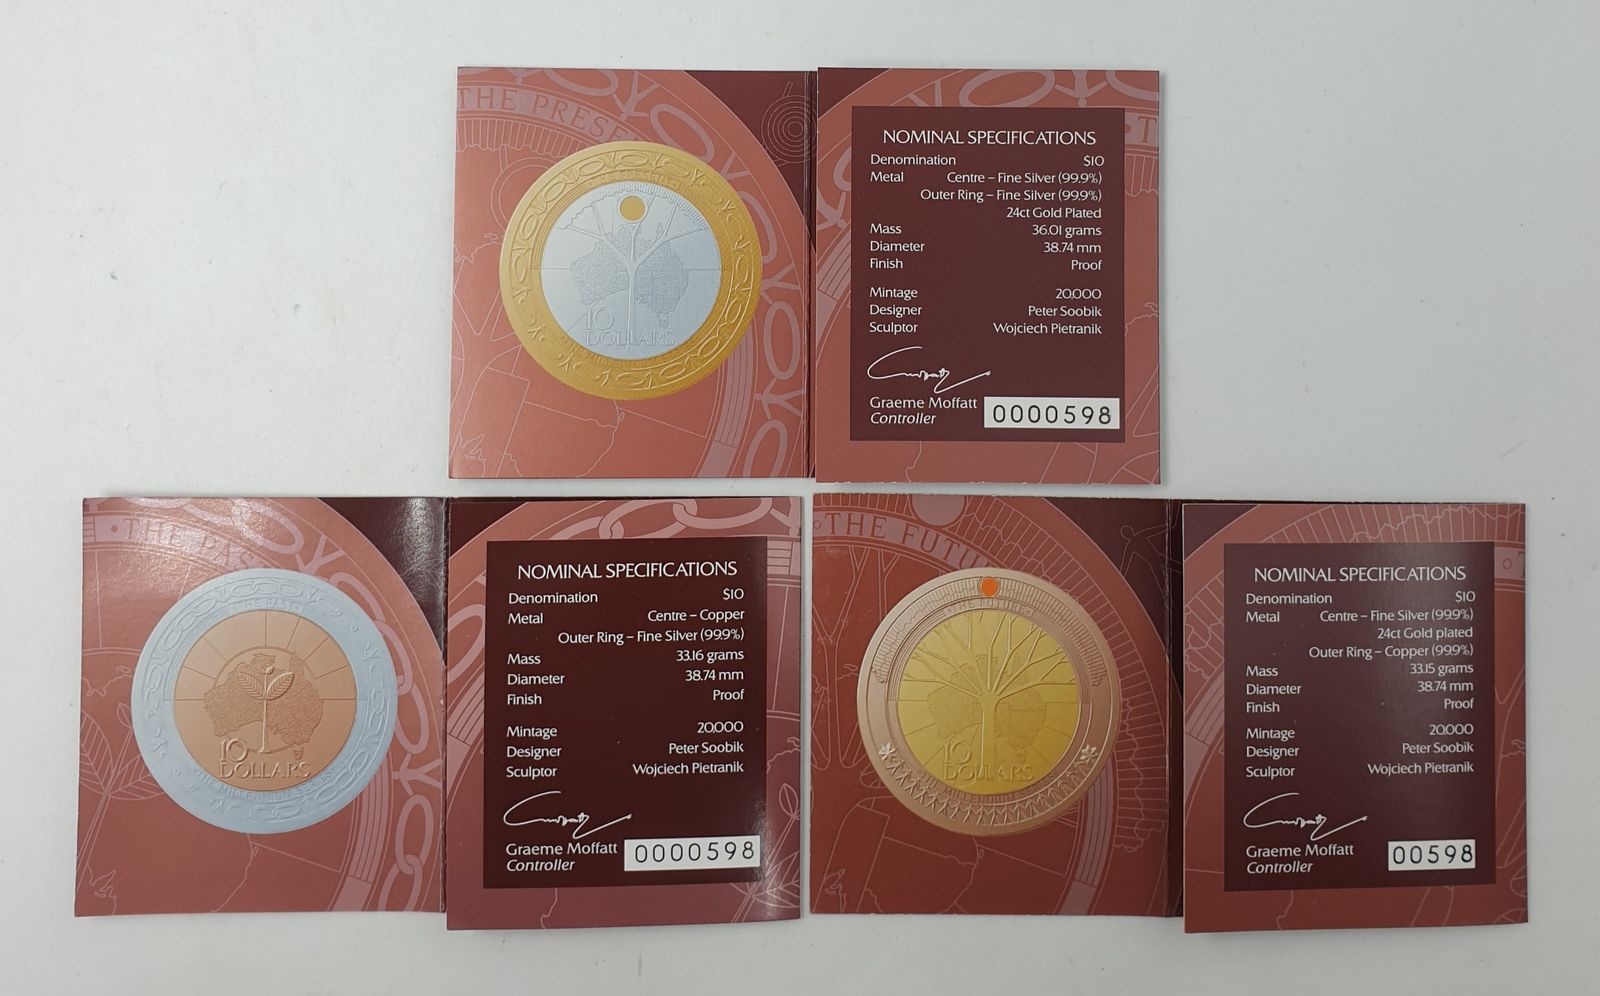 THE PRESE
THE PRESENT
10
DOLLARS
NOMINAL SPECIFICATIONS
Denomination $10
Metal Centre – Fine Silver (99.9%)
Outer Ring – Fine Silver (99.9%)
24ct Gold Plated
Mass 36.01 grams
Diameter 38.74 mm
Finish Proof
Mintage 20,000
Designer Peter Soobik
Sculptor Wojciech Pietranik
Graeme Moffatt
Controller 0000598
·THE PAS
THE PAST
10
DOLLARS
NOMINAL SPECIFICATIONS
Denomination $10
Metal Centre – Copper
Outer Ring – Fine Silver (99.9%)
Mass 33.16 grams
Diameter 38.74 mm
Finish Proof
Mintage 20,000
Designer Peter Soobik
Sculptor Wojciech Pietranik
Graeme Moffatt
Controller 0000598
THE FUTU
THE FUTURE
10
DOLLARS
NOMINAL SPECIFICATIONS
Denomination $10
Metal Centre – Fine Silver (99.9%)
24ct Gold plated
Outer Ring – Copper (99.9%)
Mass 33.15 grams
Diameter 38.74 mm
Finish Proof
Mintage 20,000
Designer Peter Soobik
Sculptor Wojciech Pietranik
Graeme Moffatt
Controller 00598